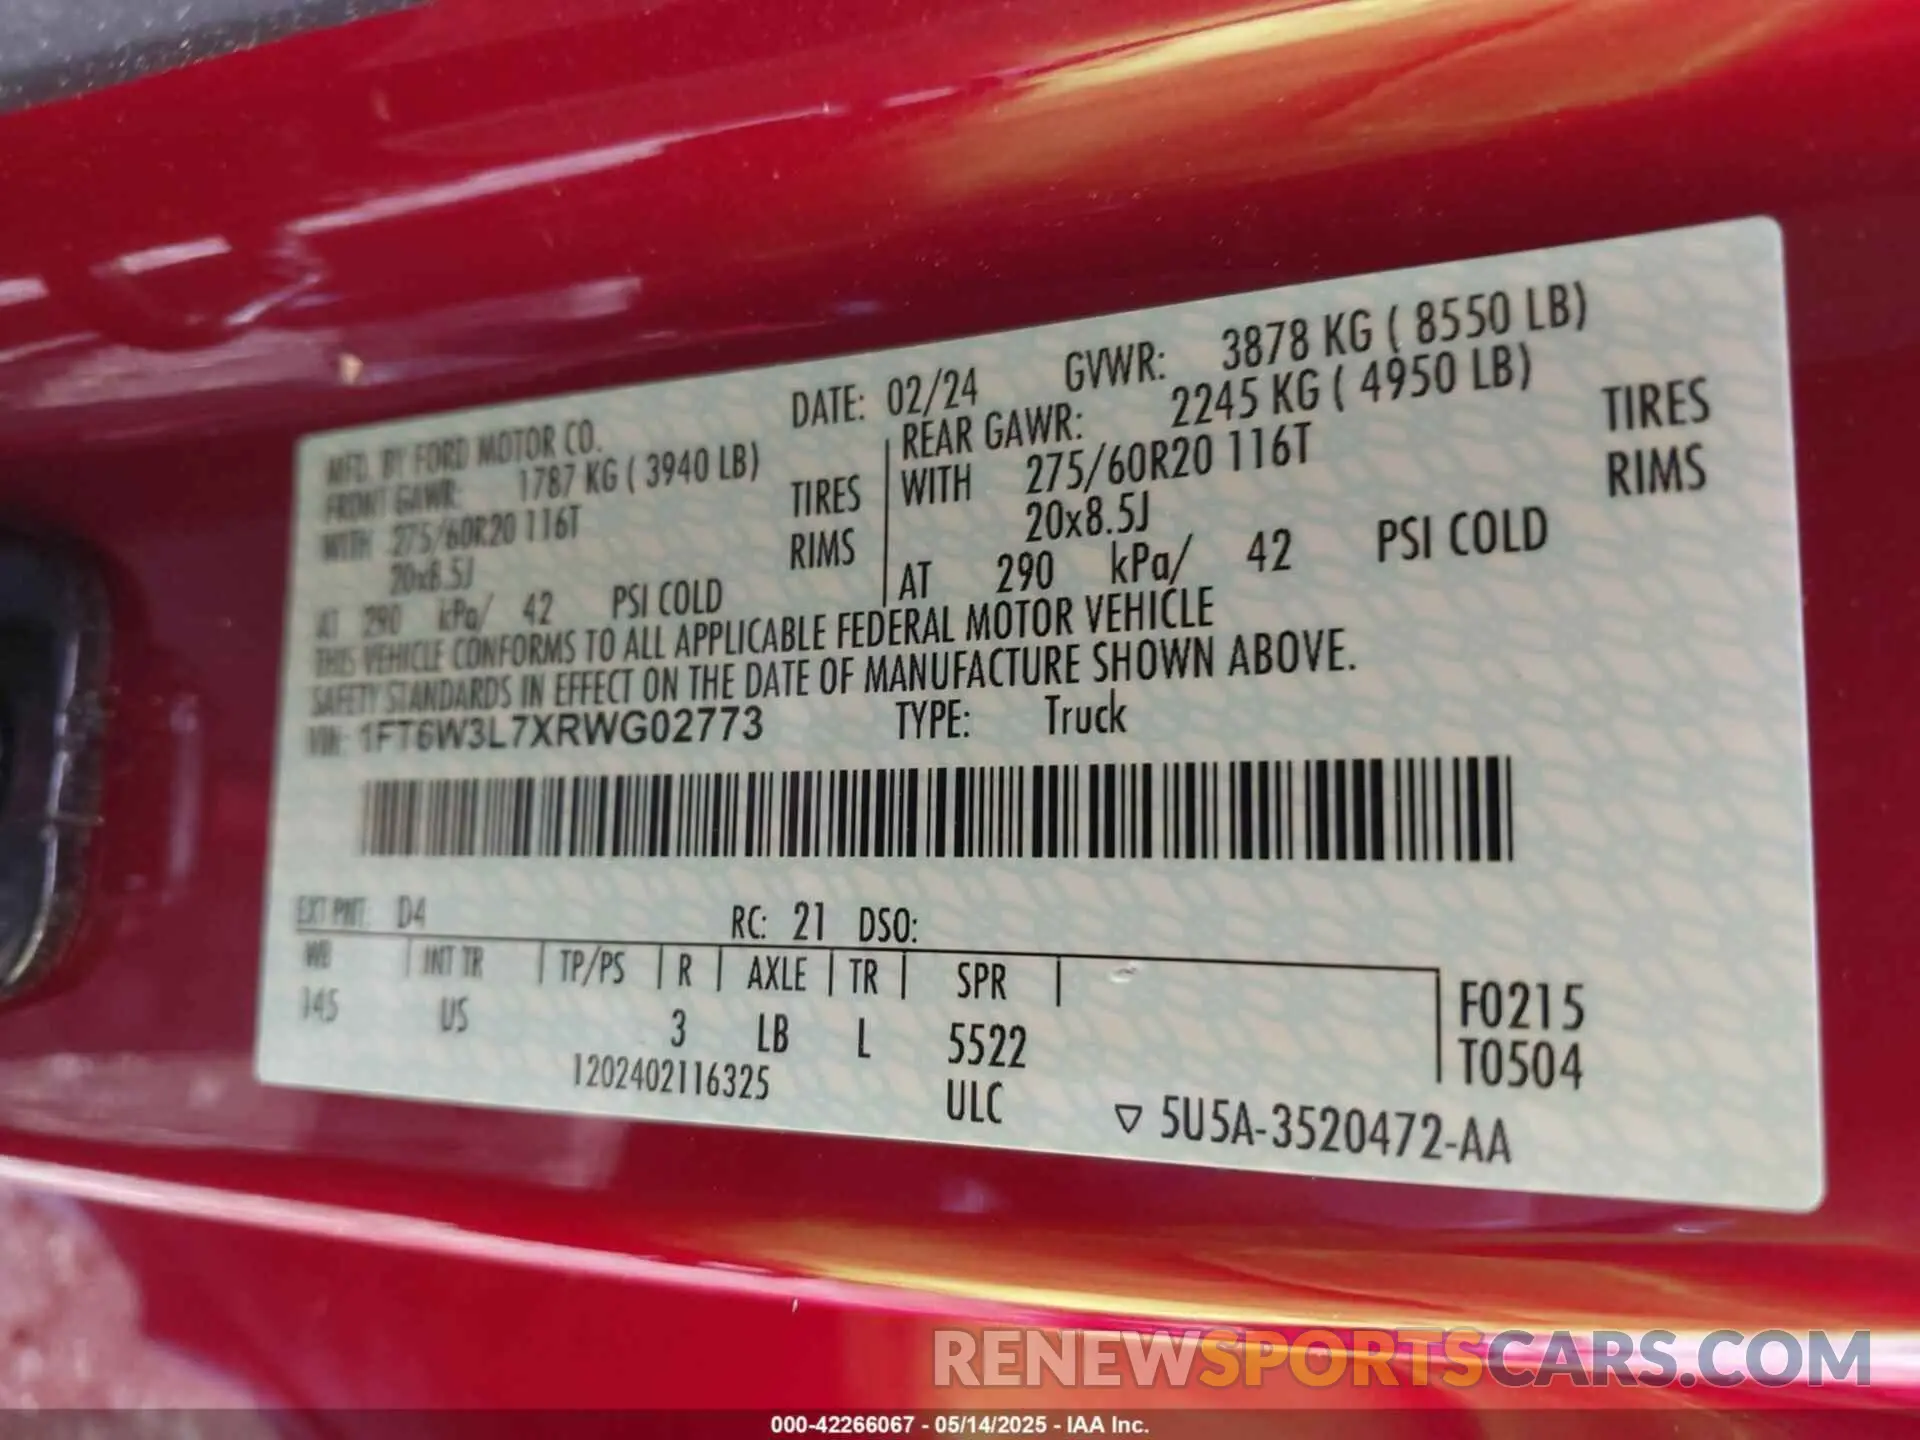 MFD. BY FORD MOTOR CO. DATE: 02/24 GVWR: 3878 KG ( 8550 LB)
FRONT GAWR: 1787 KG ( 3940 LB) REAR GAWR: 2245 KG ( 4950 LB)
WITH 275/60R20 116T TIRES WITH 275/60R20 116T TIRES
20x8.5J RIMS 20x8.5J RIMS
AT 290 kPa/ 42 PSI COLD AT 290 kPa/ 42 PSI COLD
THIS VEHICLE CONFORMS TO ALL APPLICABLE FEDERAL MOTOR VEHICLE
SAFETY STANDARDS IN EFFECT ON THE DATE OF MANUFACTURE SHOWN ABOVE.
VIN: 1FT6W3L7XRWG02773 TYPE: Truck
EXT PNT: D4 RC: 21 DSO:
WB INT TR TP/PS R AXLE TR SPR
145 US 3 LB L 5522
F0215
T0504
1202402116325 ULC
▽ 5U5A-3520472-AA
RENEWSPORTSCARS.COM
000-42266067 - 05/14/2025 - IAA Inc.